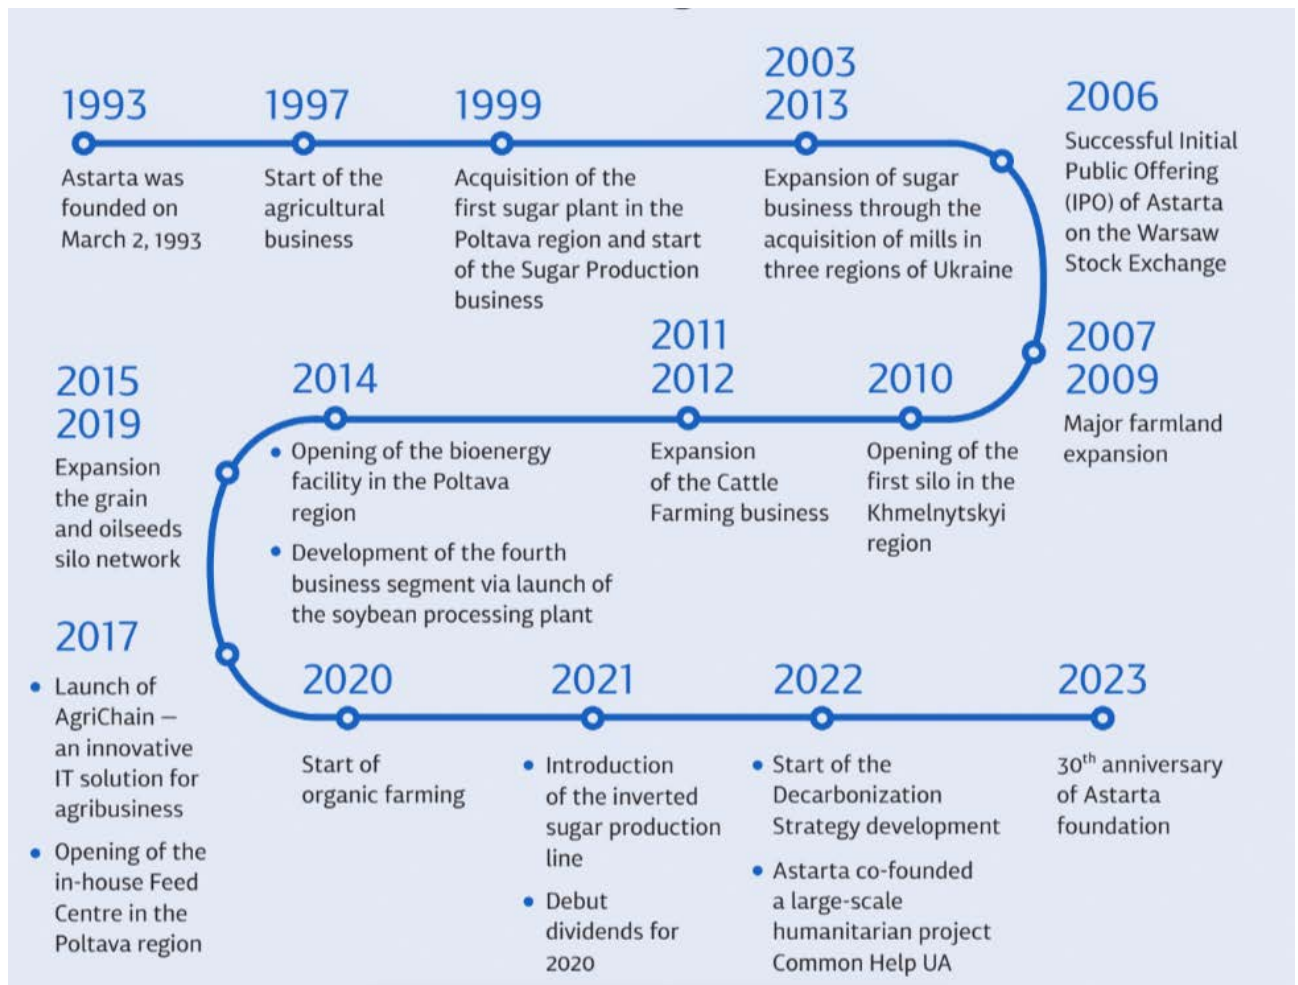 1993
Astarta was
founded on
March 2, 1993
1997
Start of the
agricultural
business
1999
Acquisition of the
first sugar plant in the
Poltava region and start
of the Sugar Production
business
2003
2013
Expansion of sugar
business through the
acquisition of mills in
three regions of Ukraine
2006
Successful Initial
Public Offering
(IPO) of Astarta
on the Warsaw
Stock Exchange
2007
2009
Major farmland
expansion
2010
Opening of the
first silo in the
Khmelnytskyi
region
2011
2012
Expansion
of the Cattle
Farming business
2014
• Opening of the bioenergy
facility in the Poltava
region
• Development of the fourth
business segment via launch of
the soybean processing plant
2015
2019
Expansion
the grain
and oilseeds
silo network
2017
• Launch of
AgriChain –
an innovative
IT solution for
agribusiness
• Opening of the
in-house Feed
Centre in the
Poltava region
2020
Start of
organic farming
2021
• Introduction
of the inverted
sugar production
line
• Debut
dividends for
2020
2022
• Start of the
Decarbonization
Strategy development
• Astarta co-founded
a large-scale
humanitarian project
Common Help UA
2023
30th anniversary
of Astarta
foundation